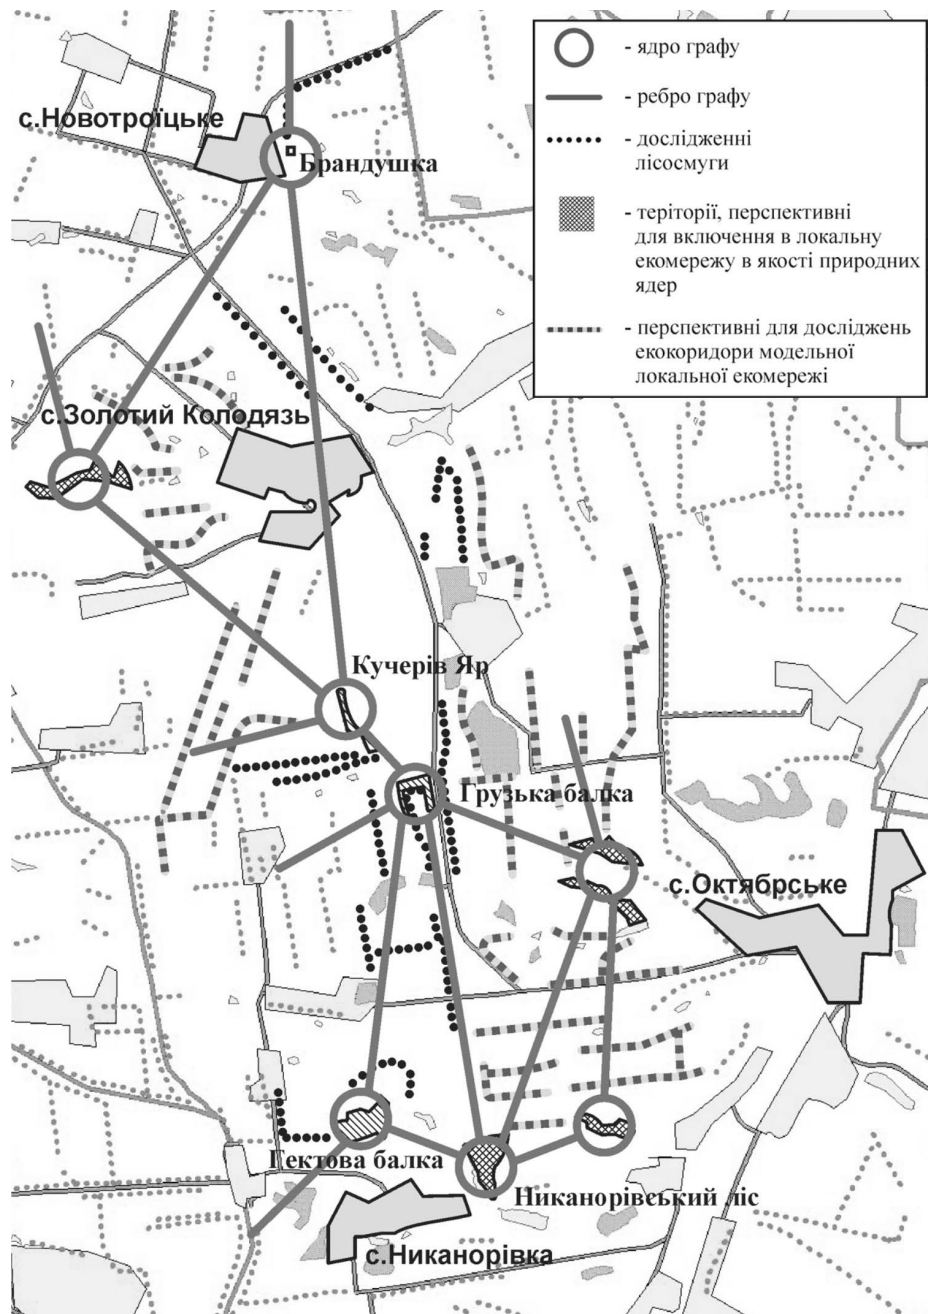 - ядро графу
- ребро графу
- дослідженні
лісосмуги
- теріторії, перспективні
для включення в локальну
екомережу в якості природних
ядер
- перспективні для досліджень
екокоридори модельної
локальної екомережі
с.Новотроїцьке
Брандушка
с.Золотий Колодязь
Кучерів Яр
Грузька балка
с.Октябрське
Гектова балка
Никанорівський ліс
с.Никанорівка